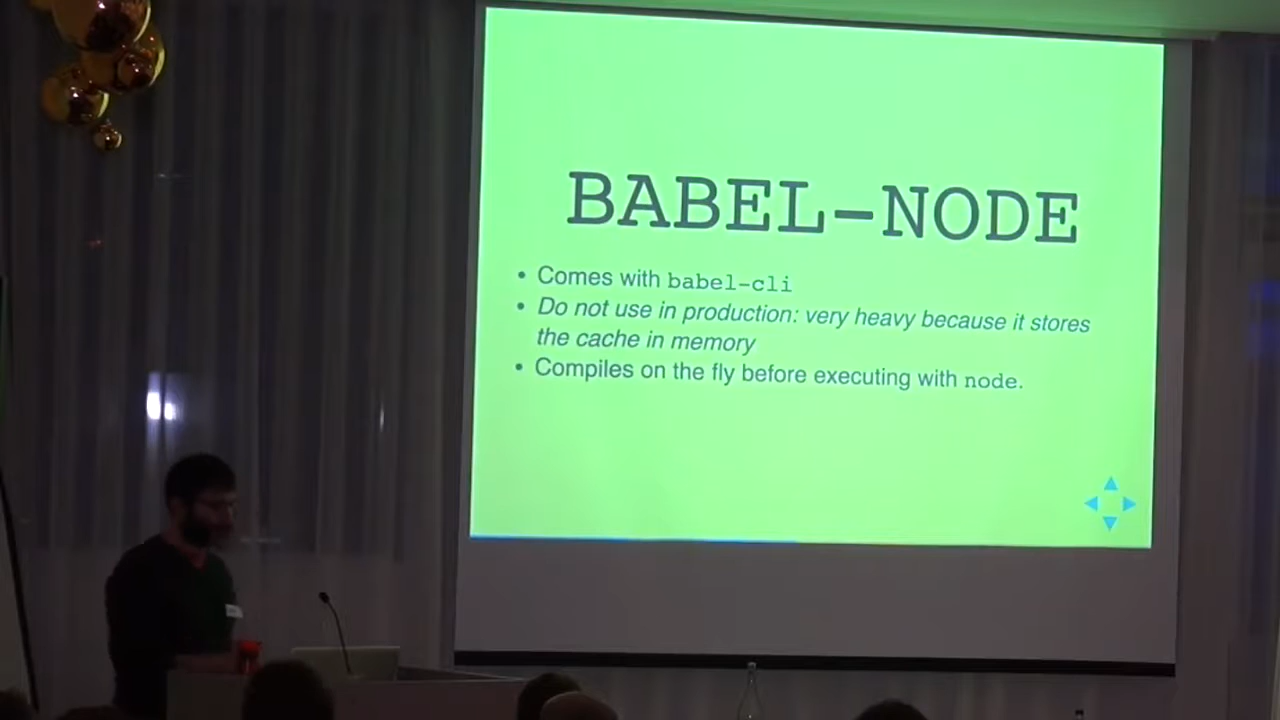 BABEL-NODE
• Comes with babel-cli
• Do not use in production: very heavy because it stores
the cache in memory
• Compiles on the fly before executing with node.